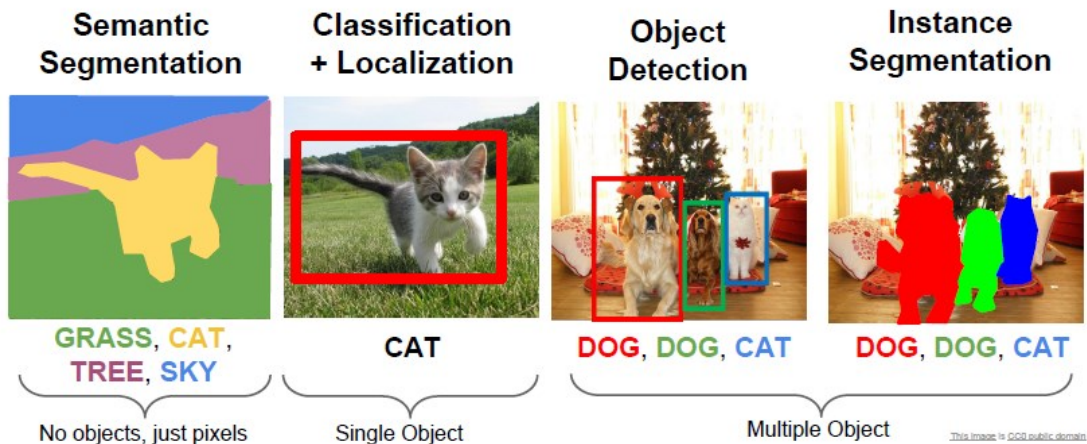 Semantic
Segmentation
Classification
+ Localization
Object
Detection
Instance
Segmentation
GRASS, CAT,
TREE, SKY
CAT
DOG, DOG, CAT
DOG, DOG, CAT
No objects, just pixels
Single Object
Multiple Object
This image is CC0 public domain